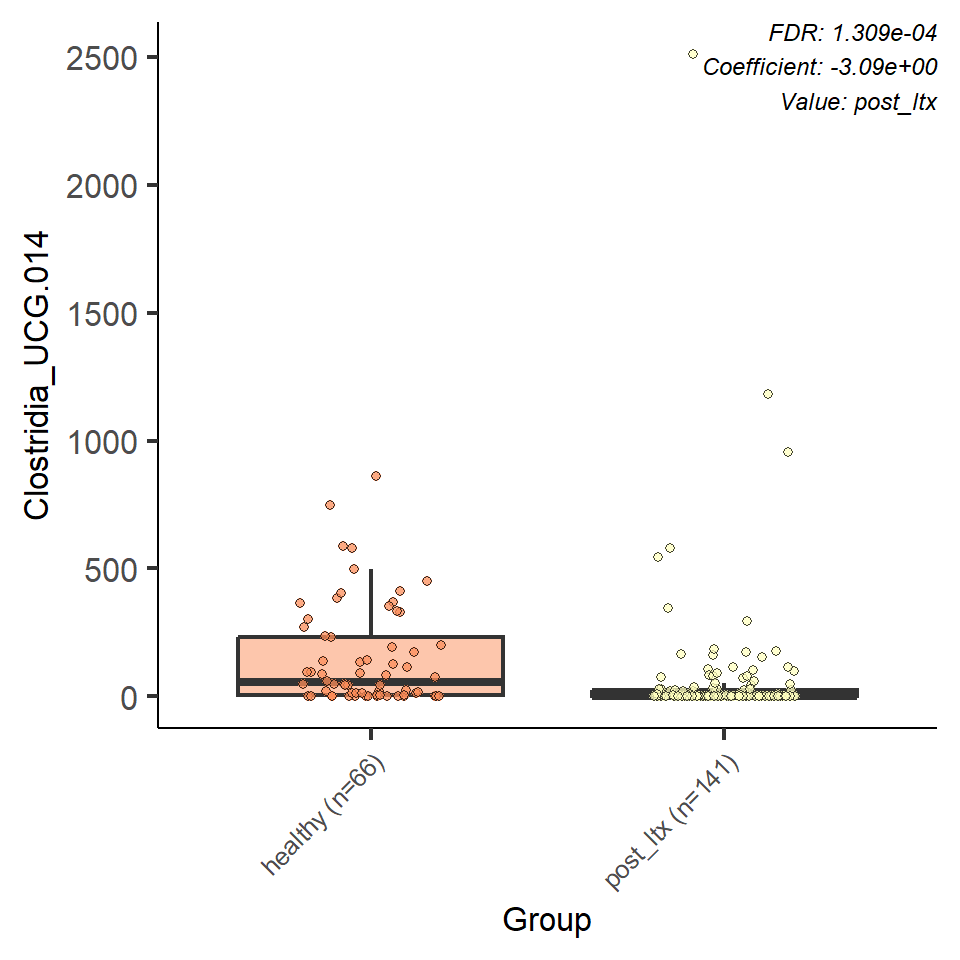 FDR: 1.309e-04
Coefficient: -3.09e+00
Value: post_ltx
2500
2000
1500
1000
500
0
Clostridia_UCG.014
healthy (n=66)
post_ltx (n=141)
Group